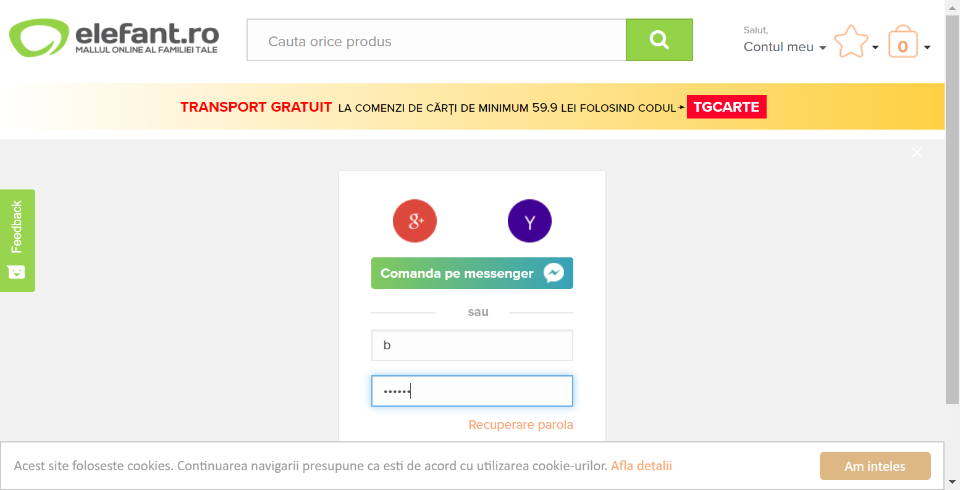 elefant.ro
MALLUL ONLINE AL FAMILIEI TALE
Cauta orice produs
Salut,
Contul meu
0
TRANSPORT GRATUIT LA COMENZI DE CĂRȚI DE MINIMUM 59.9 LEI FOLOSIND CODUL TGCARTE
Feedback
g+
Y
Comanda pe messenger
sau
b
••••••
Recuperare parola
Acest site foloseste cookies. Continuarea navigarii presupune ca esti de acord cu utilizarea cookie-urilor. Afla detalii
Am inteles